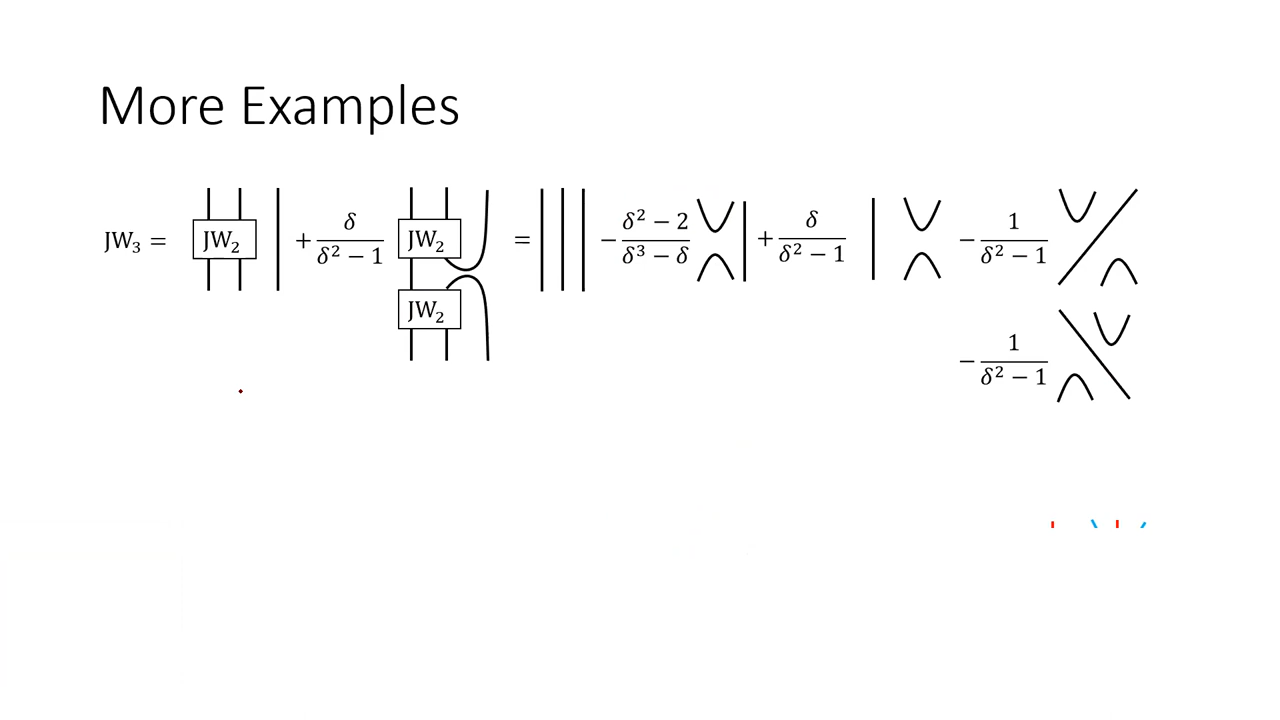 More Examples
JW₃ = JW₂ + δ/(δ² − 1) JW₂ JW₂ = − (δ² − 2)/(δ³ − δ) + δ/(δ² − 1) − 1/(δ² − 1)
− 1/(δ² − 1)